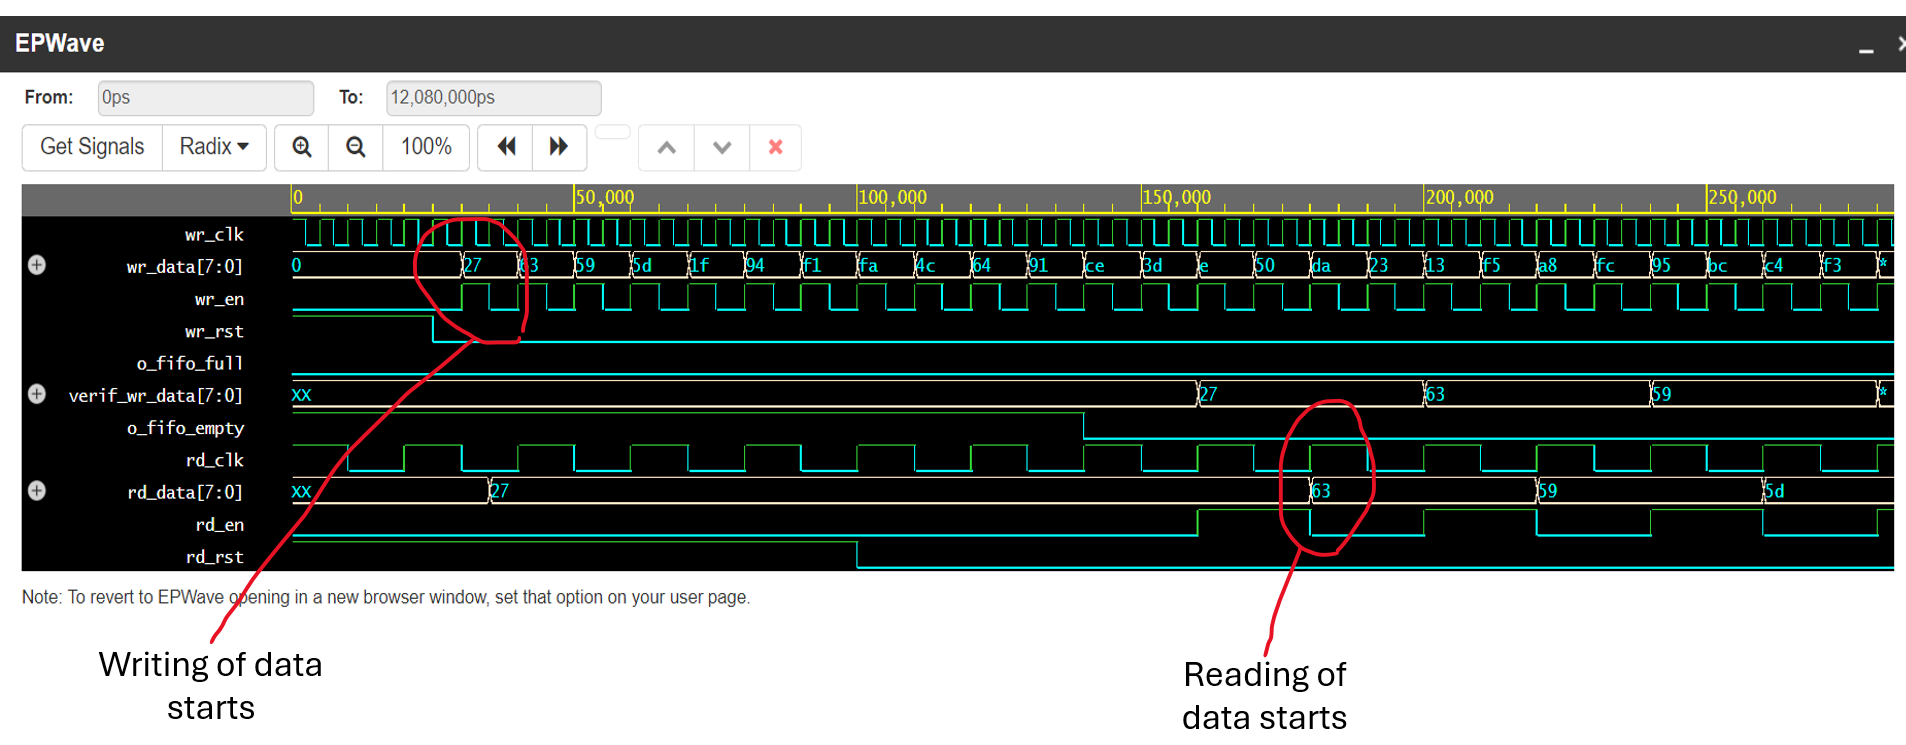 EPWave
From: 0ps To: 12,080,000ps
Get Signals Radix 100%
0 50,000 100,000 150,000 200,000 250,000
wr_clk
wr_data[7:0] 0 27 63 59 5d 1f 94 f1 fa 4c 64 91 ce 3d e 50 da 23 13 f5 a8 fc 95 bc c4 f3 *
wr_en
wr_rst
o_fifo_full
verif_wr_data[7:0] xx 27 63 59 *
o_fifo_empty
rd_clk
rd_data[7:0] xx 27 63 59 5d
rd_en
rd_rst
Note: To revert to EPWave opening in a new browser window, set that option on your user page.
Writing of data
starts
Reading of
data starts